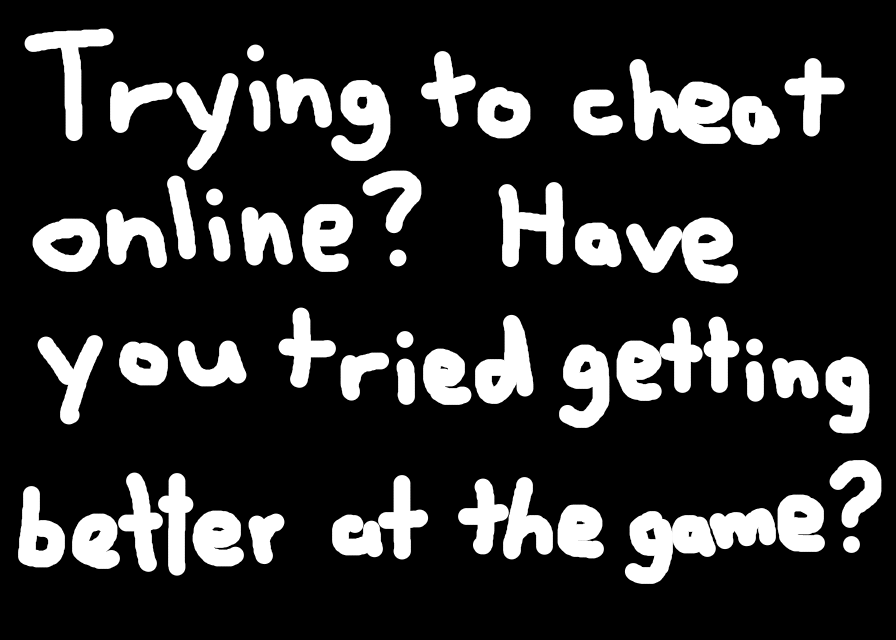 Trying to cheat
online? Have
you tried getting
better at the game?